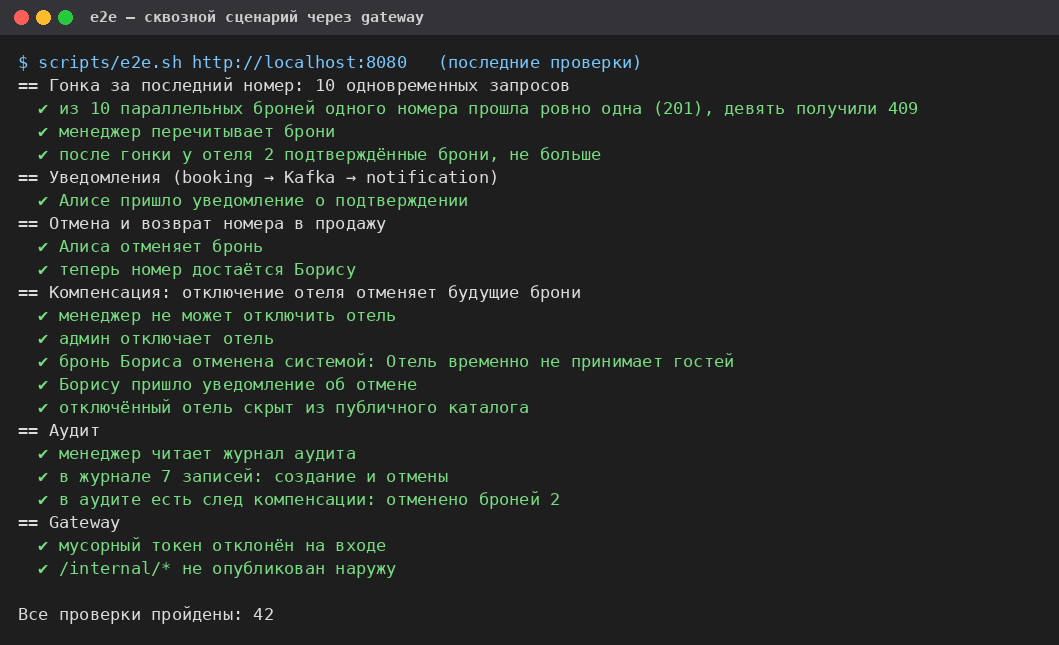 e2e — сквозной сценарий через gateway
$ scripts/e2e.sh http://localhost:8080   (последние проверки)
== Гонка за последний номер: 10 одновременных запросов
✔ из 10 параллельных броней одного номера прошла ровно одна (201), девять получили 409
✔ менеджер перечитывает брони
✔ после гонки у отеля 2 подтверждённые брони, не больше
== Уведомления (booking → Kafka → notification)
✔ Алисе пришло уведомление о подтверждении
== Отмена и возврат номера в продажу
✔ Алиса отменяет бронь
✔ теперь номер достаётся Борису
== Компенсация: отключение отеля отменяет будущие брони
✔ менеджер не может отключить отель
✔ админ отключает отель
✔ бронь Бориса отменена системой: Отель временно не принимает гостей
✔ Борису пришло уведомление об отмене
✔ отключённый отель скрыт из публичного каталога
== Аудит
✔ менеджер читает журнал аудита
✔ в журнале 7 записей: создание и отмены
✔ в аудите есть след компенсации: отменено броней 2
== Gateway
✔ мусорный токен отклонён на входе
✔ /internal/* не опубликован наружу
Все проверки пройдены: 42